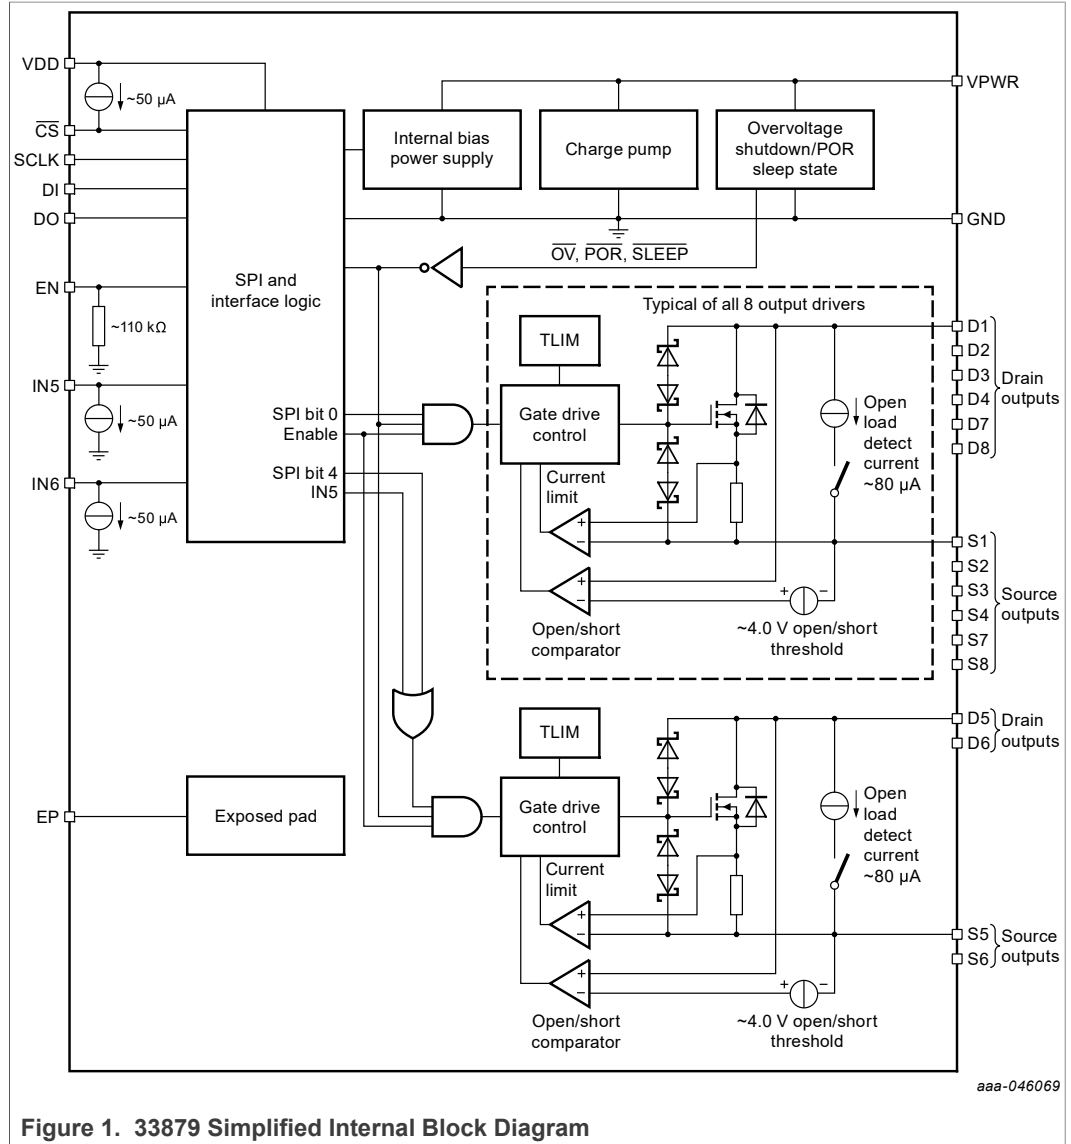 VDD
~50 µA
CS
SCLK
DI
DO
EN
~110 kΩ
IN5
~50 µA
IN6
~50 µA
EP
SPI and
interface logic
SPI bit 0
Enable
SPI bit 4
IN5
Exposed pad
Internal bias
power supply
Charge pump
Overvoltage
shutdown/POR
sleep state
VPWR
GND
OV, POR, SLEEP
Typical of all 8 output drivers
TLIM
Gate drive
control
Current
limit
+
−
+
−
Open/short
comparator
+ −
~4.0 V open/short
threshold
Open
load
detect
current
~80 µA
D1
D2
D3
D4
D7
D8
Drain
outputs
S1
S2
S3
S4
S7
S8
Source
outputs
TLIM
Gate drive
control
Current
limit
+
−
+
−
Open/short
comparator
+ −
~4.0 V open/short
threshold
Open
load
detect
current
~80 µA
D5
D6
Drain
outputs
S5
S6
Source
outputs
aaa-046069
Figure 1. 33879 Simplified Internal Block Diagram